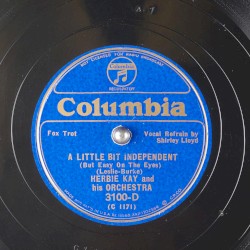 Columbia
Fox Trot
Vocal Refrain by
Shirley Lloyd
A LITTLE BIT INDEPENDENT
(But Easy On The Eyes)
(Leslie-Burke)
HERBIE KAY and
his ORCHESTRA
3100-D
(C 1171)